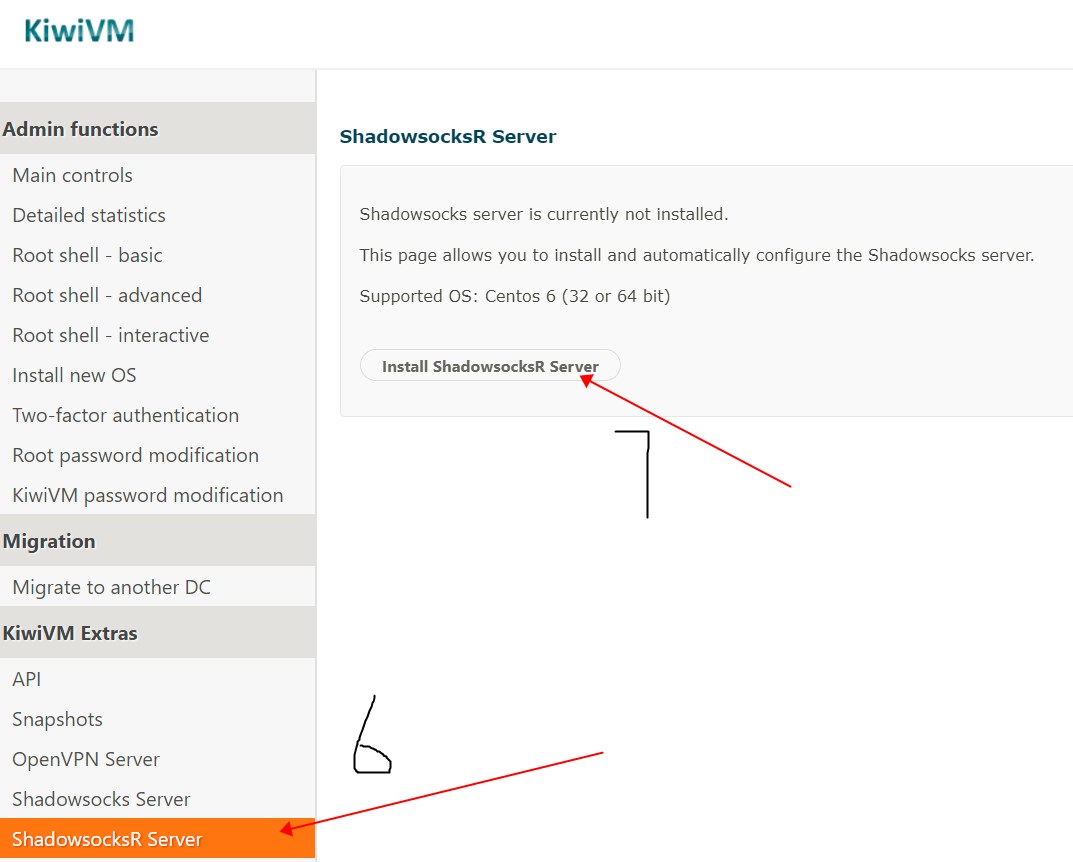 KiwiVM
Admin functions
Main controls
Detailed statistics
Root shell - basic
Root shell - advanced
Root shell - interactive
Install new OS
Two-factor authentication
Root password modification
KiwiVM password modification
Migration
Migrate to another DC
KiwiVM Extras
API
Snapshots
OpenVPN Server
Shadowsocks Server
ShadowsocksR Server
ShadowsocksR Server
Shadowsocks server is currently not installed.
This page allows you to install and automatically configure the Shadowsocks server.
Supported OS: Centos 6 (32 or 64 bit)
Install ShadowsocksR Server
7
6